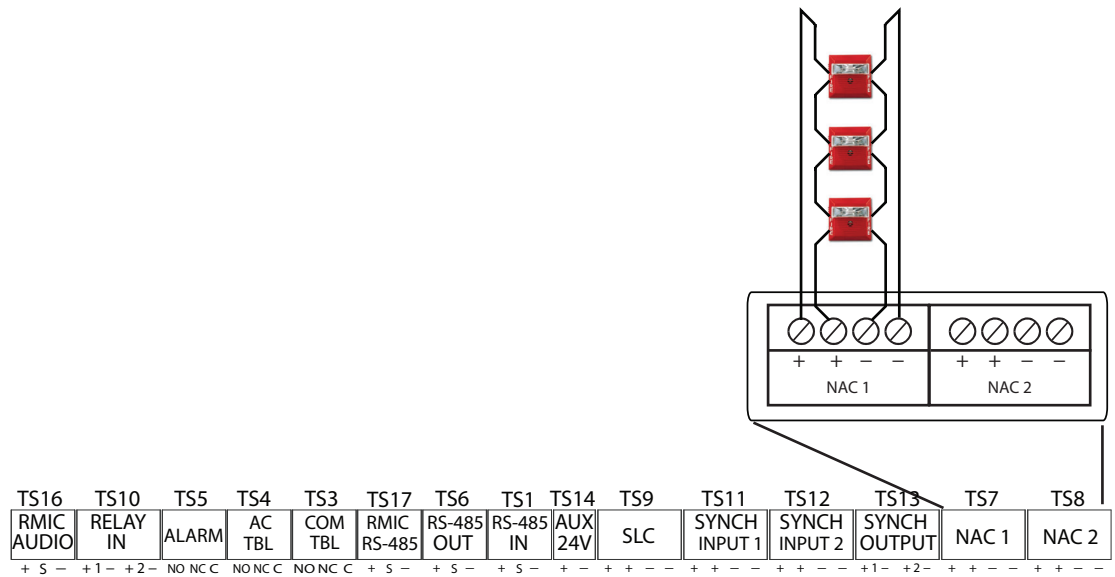 + + − −
NAC 1
+ + − −
NAC 2
TS16 TS10 TS5 TS4 TS3 TS17 TS6 TS1 TS14 TS9 TS11 TS12 TS13 TS7 TS8
RMIC AUDIO
RELAY IN
ALARM
AC TBL
COM TBL
RMIC RS-485
RS-485 OUT
RS-485 IN
AUX 24V
SLC
SYNCH INPUT 1
SYNCH INPUT 2
SYNCH OUTPUT
NAC 1
NAC 2
+ S − +1− +2− NO NC C NO NC C NO NC C + S − + S − + S − + − + + − − + + − − + + − − +1− +2− + + − − + + − −